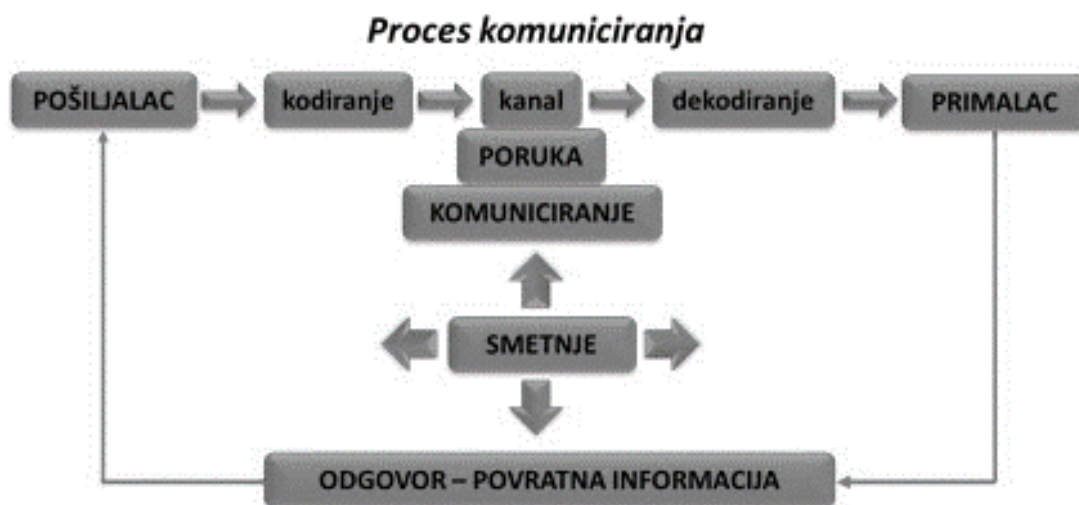 Proces komuniciranja
POŠILJALAC
kodiranje
kanal
dekodiranje
PRIMALAC
PORUKA
KOMUNICIRANJE
SMETNJE
ODGOVOR – POVRATNA INFORMACIJA